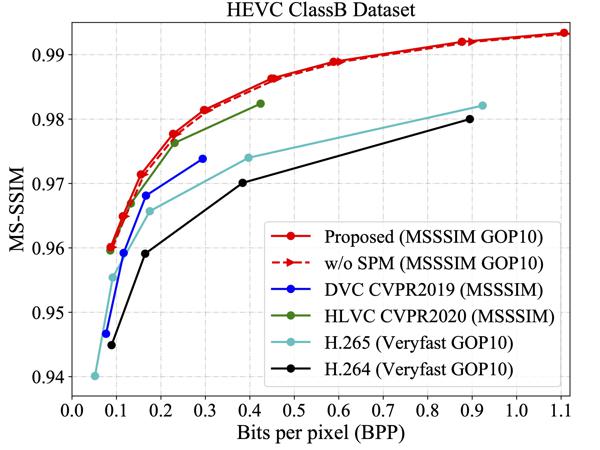 HEVC ClassB Dataset
MS-SSIM
0.99
0.98
0.97
0.96
0.95
0.94
Proposed (MSSSIM GOP10)
w/o SPM (MSSSIM GOP10)
DVC CVPR2019 (MSSSIM)
HLVC CVPR2020 (MSSSIM)
H.265 (Veryfast GOP10)
H.264 (Veryfast GOP10)
0.0 0.1 0.2 0.3 0.4 0.5 0.6 0.7 0.8 0.9 1.0 1.1
Bits per pixel (BPP)